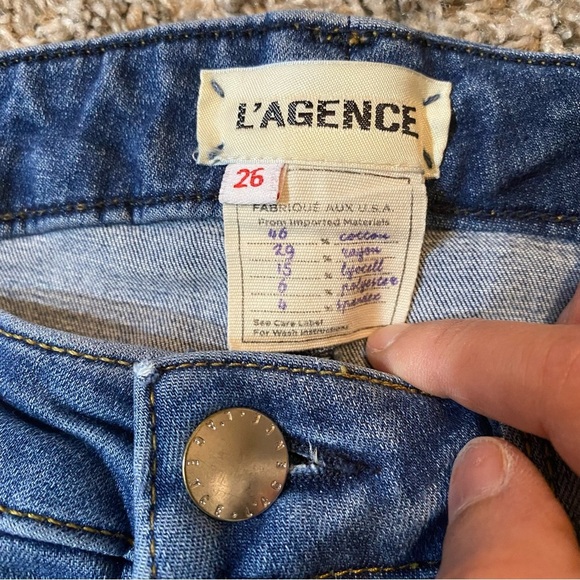 L'AGENCE
26
FABRIQUÉ AUX U.S.A.
From Imported Materials
46 % cotton
29 % rayon
15 % lyocell
6 % polyester
4 % spandex
See Care Label
For Wash Instructions